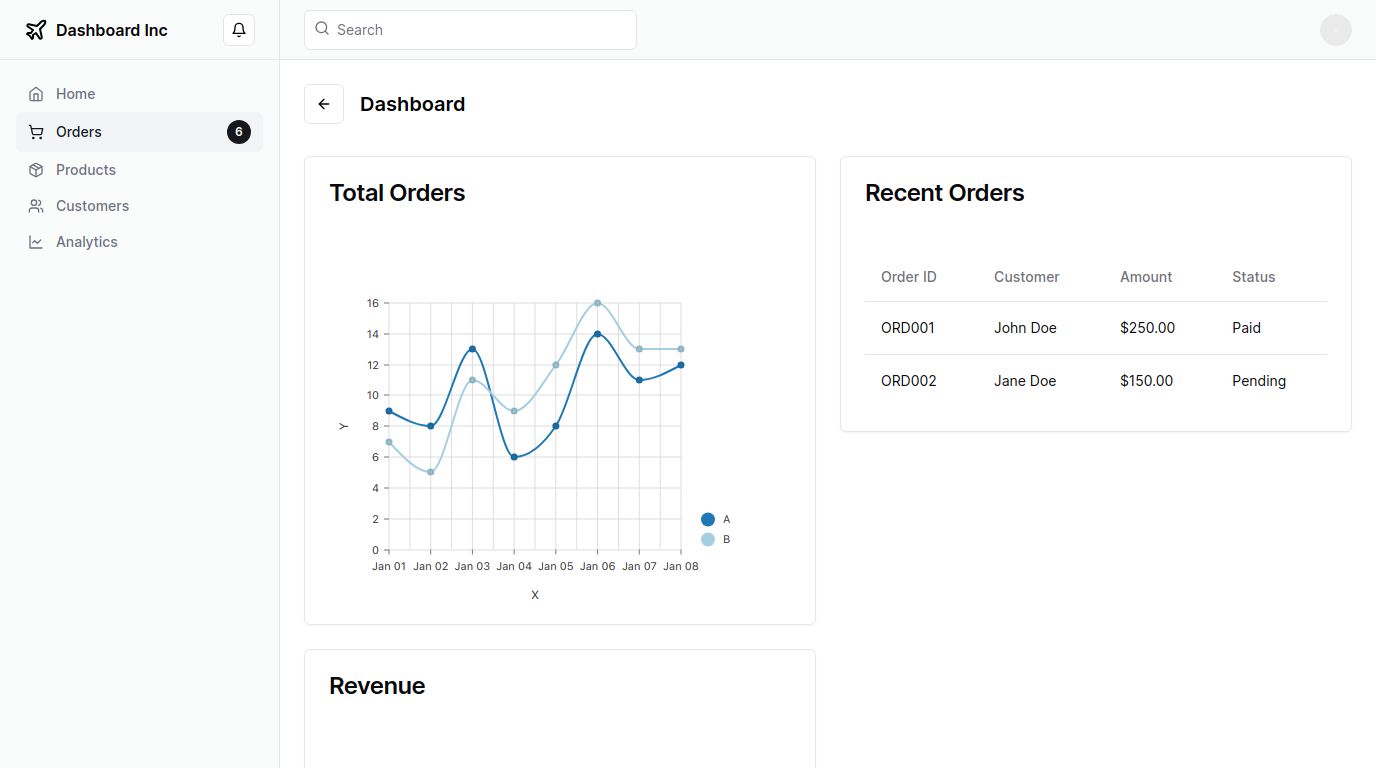 Dashboard Inc
Search
Home
Orders 6
Products
Customers
Analytics
Dashboard
Total Orders
16
14
12
10
8
6
4
2
0
Y
Jan 01 Jan 02 Jan 03 Jan 04 Jan 05 Jan 06 Jan 07 Jan 08
X
A
B
Recent Orders
Order ID Customer Amount Status
ORD001 John Doe $250.00 Paid
ORD002 Jane Doe $150.00 Pending
Revenue